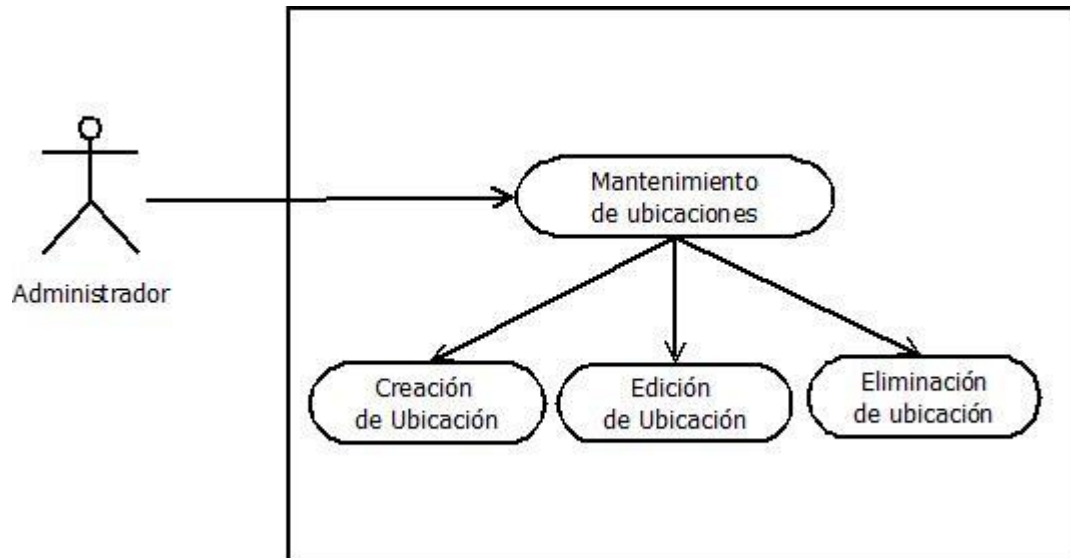 Administrador
Mantenimiento
de ubicaciones
Creación
de Ubicación
Edición
de Ubicación
Eliminación
de ubicación